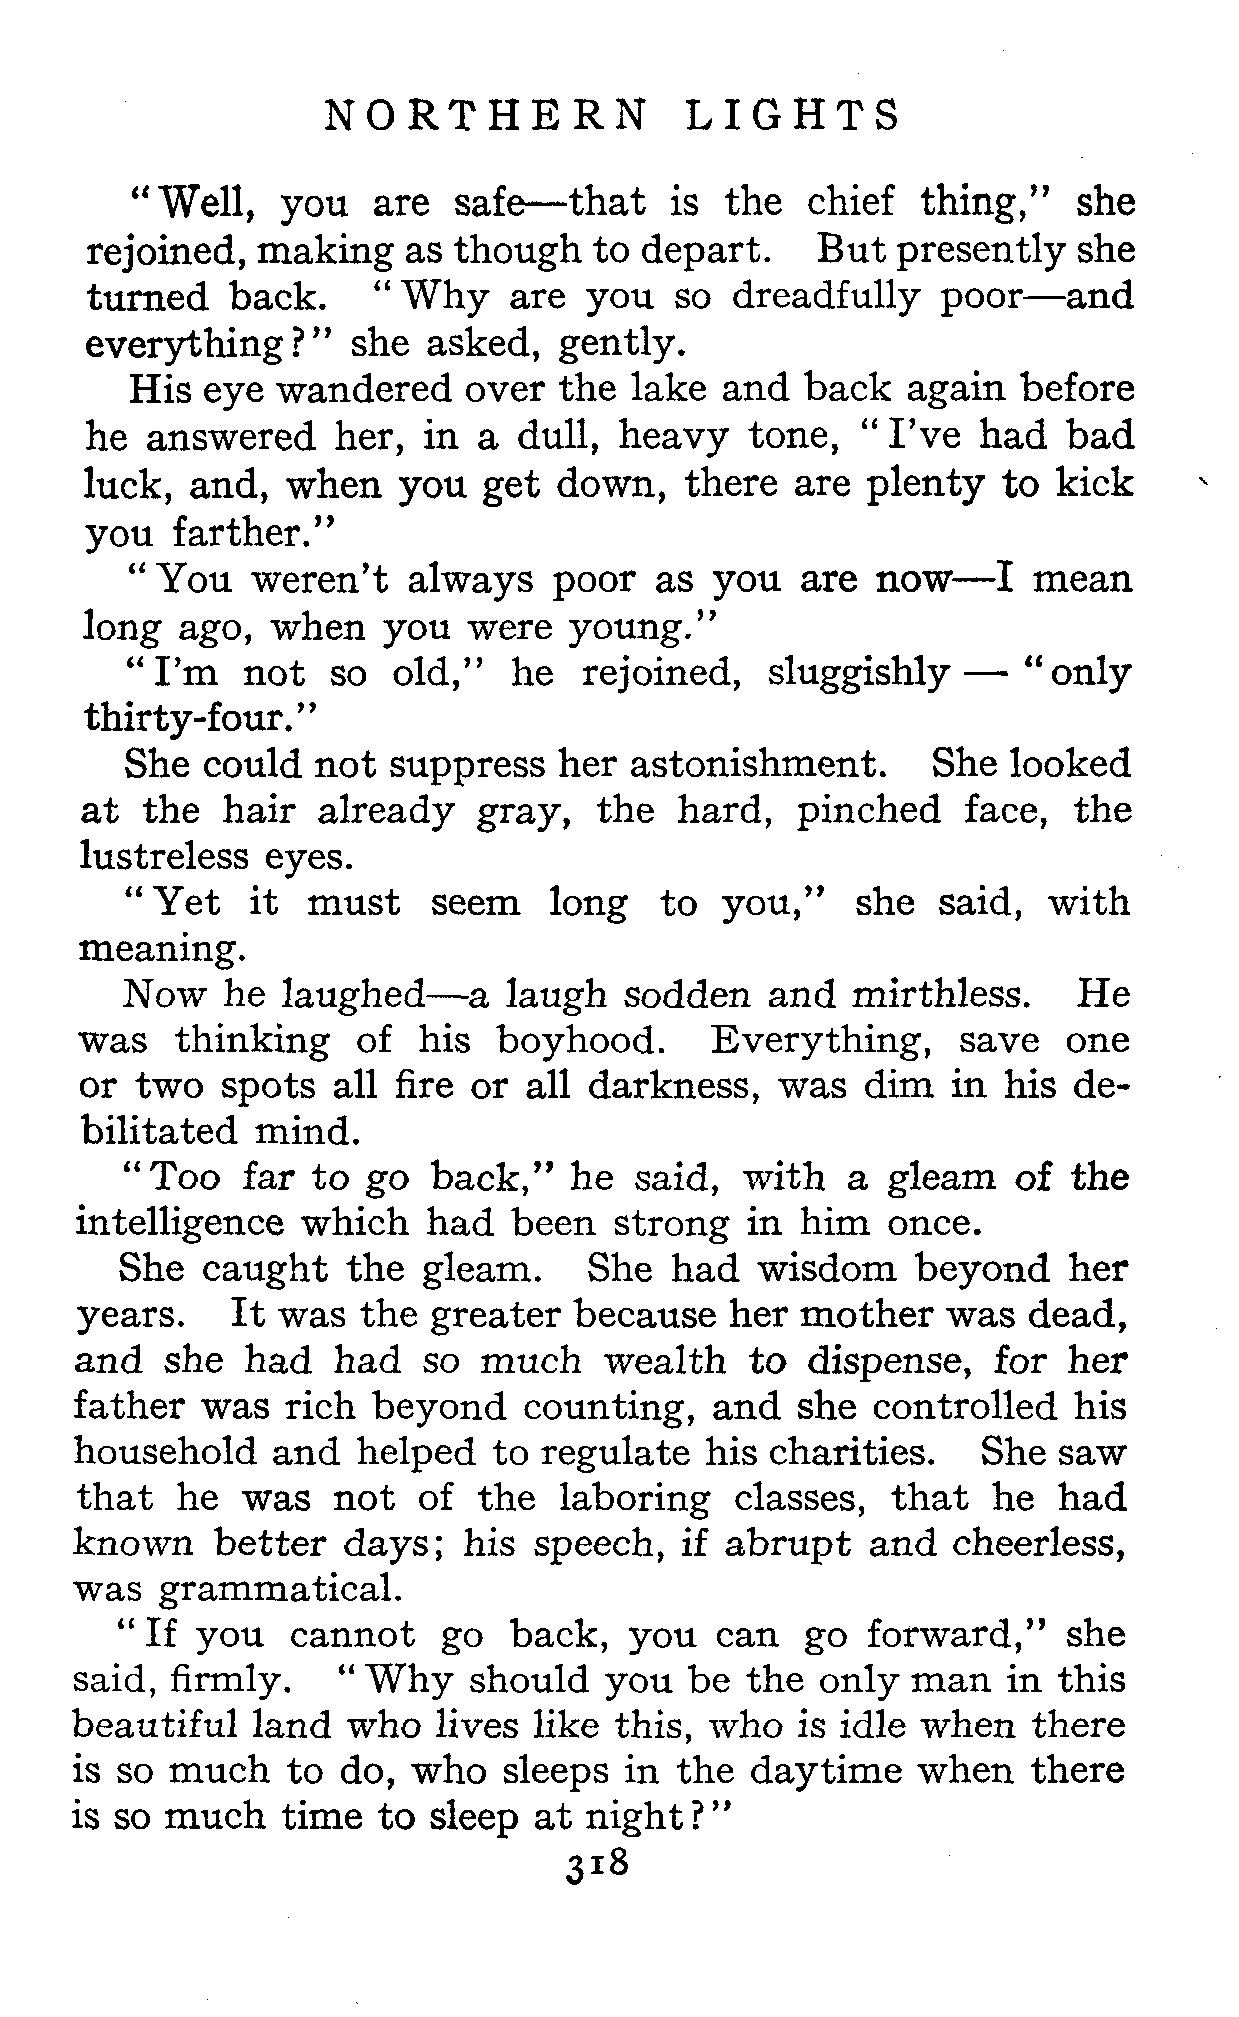 NORTHERN LIGHTS
"Well, you are safe—that is the chief thing," she
rejoined, making as though to depart. But presently she
turned back. "Why are you so dreadfully poor—and
everything?" she asked, gently.
His eye wandered over the lake and back again before
he answered her, in a dull, heavy tone, "I've had bad
luck, and, when you get down, there are plenty to kick
you farther."
"You weren't always poor as you are now—I mean
long ago, when you were young."
"I'm not so old," he rejoined, sluggishly — "only
thirty-four."
She could not suppress her astonishment. She looked
at the hair already gray, the hard, pinched face, the
lustreless eyes.
"Yet it must seem long to you," she said, with
meaning.
Now he laughed—a laugh sodden and mirthless. He
was thinking of his boyhood. Everything, save one
or two spots all fire or all darkness, was dim in his de-
bilitated mind.
"Too far to go back," he said, with a gleam of the
intelligence which had been strong in him once.
She caught the gleam. She had wisdom beyond her
years. It was the greater because her mother was dead,
and she had had so much wealth to dispense, for her
father was rich beyond counting, and she controlled his
household and helped to regulate his charities. She saw
that he was not of the laboring classes, that he had
known better days; his speech, if abrupt and cheerless,
was grammatical.
"If you cannot go back, you can go forward," she
said, firmly. "Why should you be the only man in this
beautiful land who lives like this, who is idle when there
is so much to do, who sleeps in the daytime when there
is so much time to sleep at night?"
318